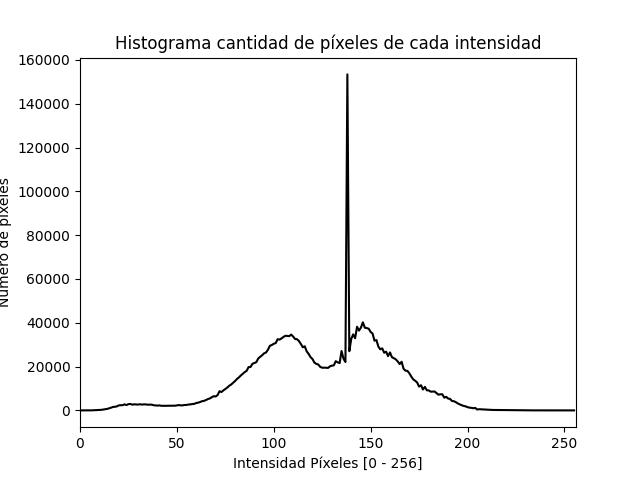 Histograma cantidad de píxeles de cada intensidad
160000
140000
120000
100000
80000
60000
40000
20000
0
Número de píxeles
0 50 100 150 200 250
Intensidad Píxeles [0 - 256]